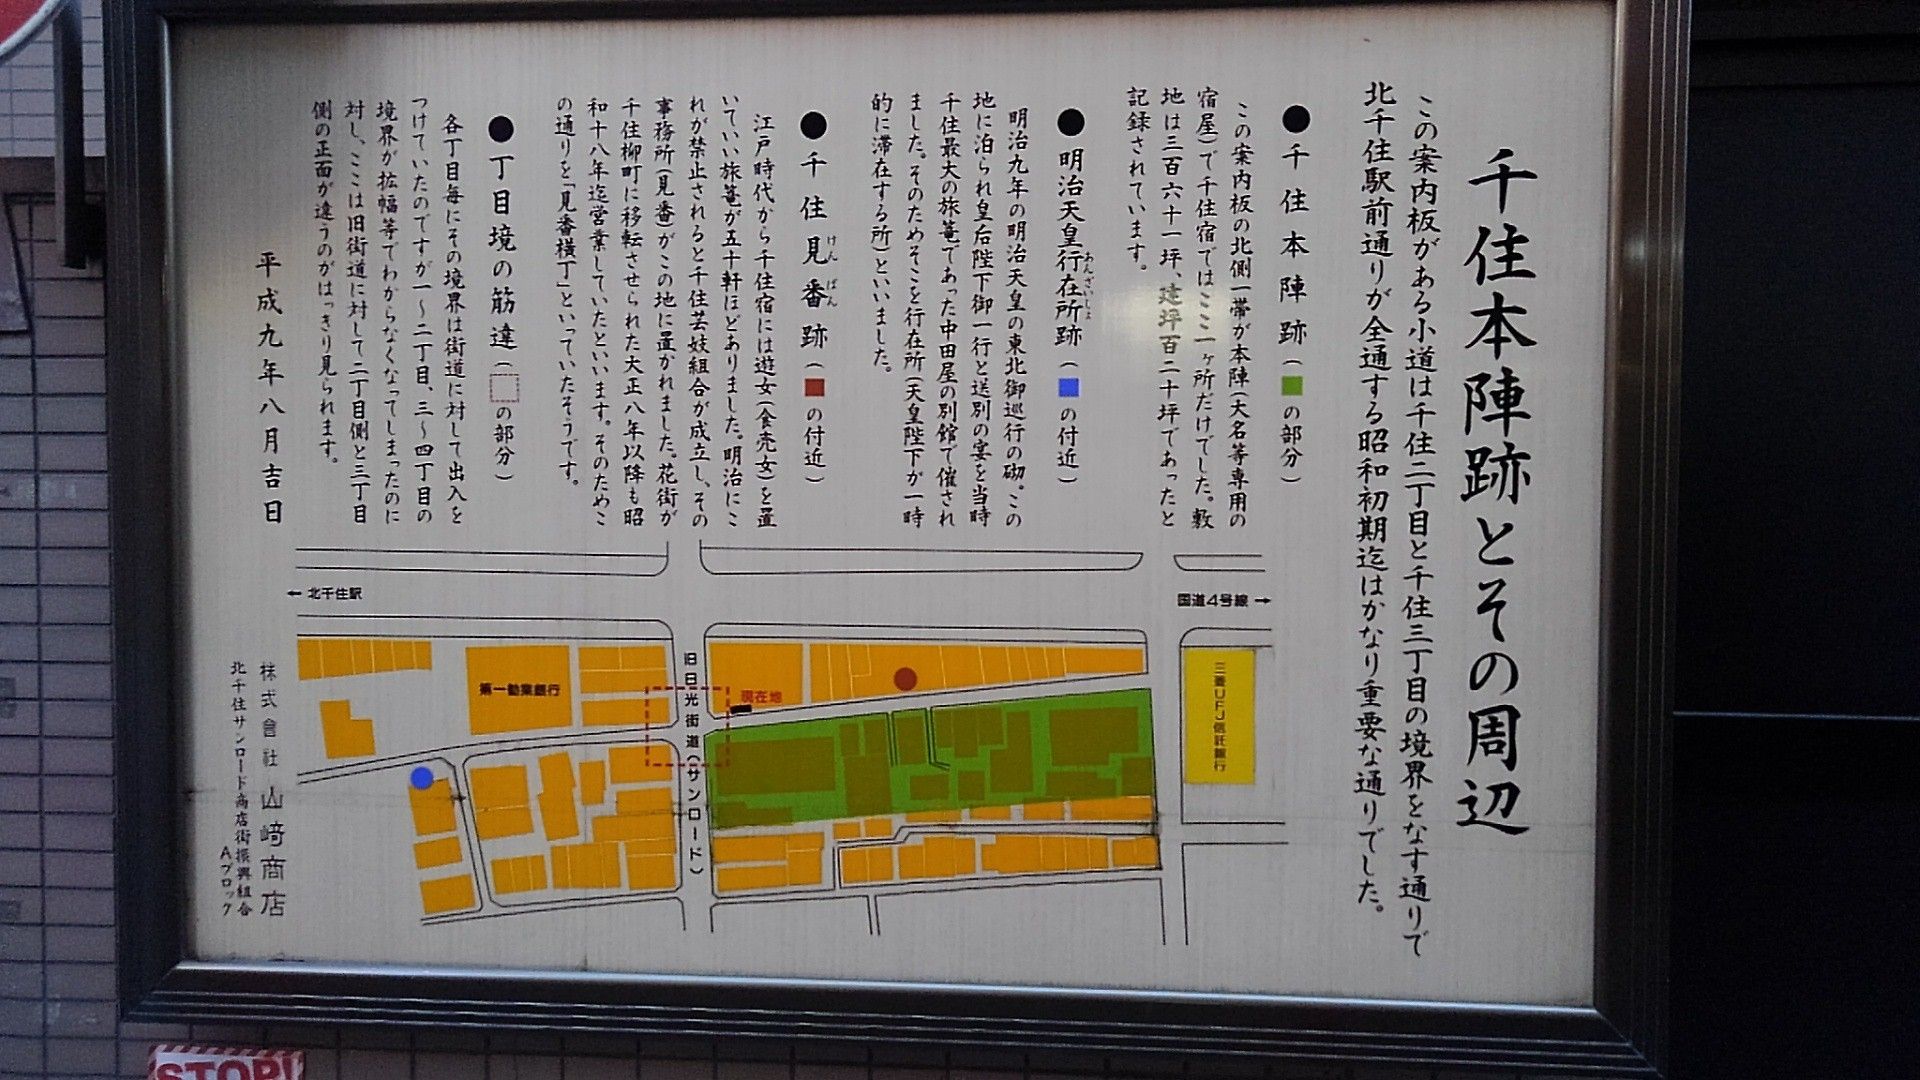 千住本陣跡とその周辺
この案内板がある小道は千住二丁目と千住三丁目の境界をなす通りで
北千住駅前通りが全通する昭和初期迄はかなり重要な通りでした。
●千住本陣跡(■の部分)
この案内板の北側一帯が本陣(大名等専用の
宿屋)で千住宿ではここ一ヶ所だけでした。敷
地は三百六十一坪、建坪百二十坪であったと
記録されています。
●明治天皇行在所跡(■の付近)
あんざいしょ
明治九年の明治天皇の東北御巡行の砌。この
地に泊られ皇后陛下御一行と送別の宴を当時
千住最大の旅篭であった中田屋の別館で催され
ました。そのためそこを行在所(天皇陛下が一時
的に滞在する所)といいました。
●千住見番跡(■の付近)
けんばん
江戸時代から千住宿には遊女(食売女)を置
いていい旅篭が五十軒ほどありました。明治にこ
れが禁止されると千住芸妓組合が成立し、その
事務所(見番)がこの地に置かれました。花街が
千住柳町に移転させられた大正八年以降も昭
和十八年迄営業していたといいます。そのためこ
の通りを「見番横丁」といっていたそうです。
●丁目境の筋違(□の部分)
各丁目毎にその境界は街道に対して出入を
つけていたのですが一〜二丁目、三〜四丁目の
境界が拡幅等でわからなくなってしまったのに
対し、ここは旧街道に対して二丁目側と三丁目
側の正面が違うのがはっきり見られます。
平成九年八月吉日
株式會社山崎商店
北千住サンロード商店街振興組合
Aブロック
← 北千住駅
国道4号線 →
第一勧業銀行
旧日光街道(サンロード)
現在地
三菱UFJ信託銀行
STOP!